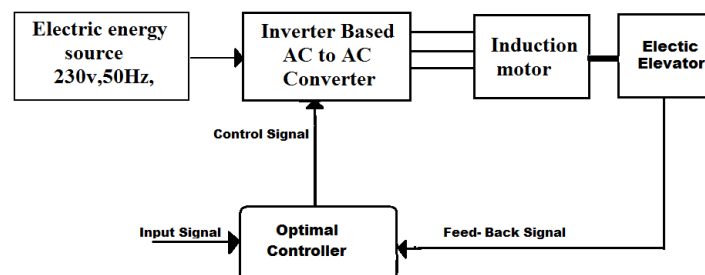 Electric energy
source
230v,50Hz,
Inverter Based
AC to AC
Converter
Induction
motor
Electic
Elevator
Control Signal
Input Signal
Optimal
Controller
Feed- Back Signal